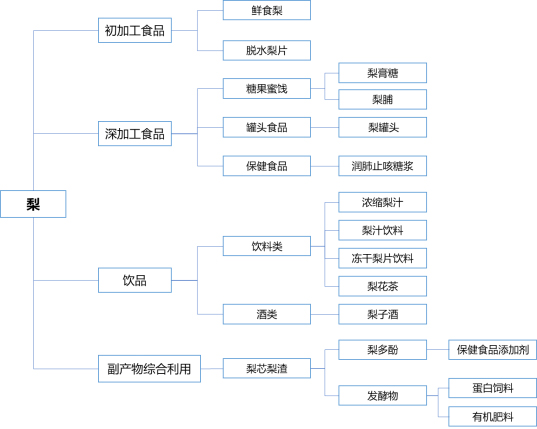 梨
初加工食品
鲜食梨
脱水梨片
深加工食品
糖果蜜饯
梨膏糖
梨脯
罐头食品
梨罐头
保健食品
润肺止咳糖浆
饮品
饮料类
浓缩梨汁
梨汁饮料
冻干梨片饮料
梨花茶
酒类
梨子酒
副产物综合利用
梨芯梨渣
梨多酚
保健食品添加剂
发酵物
蛋白饲料
有机肥料